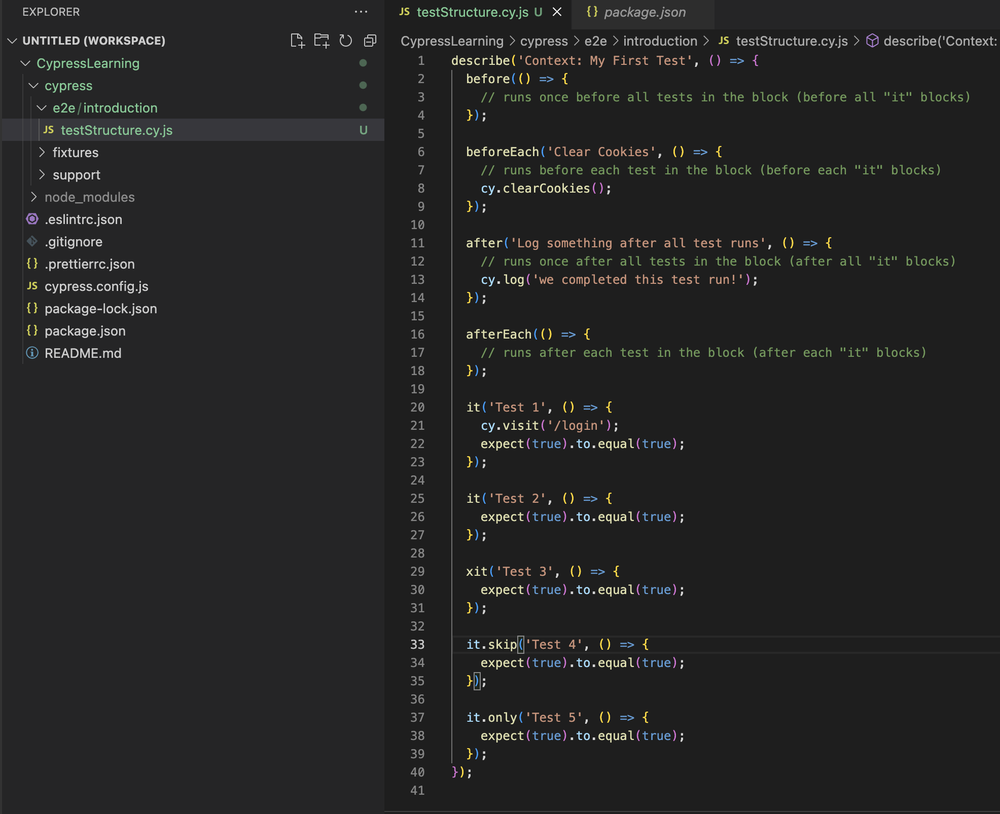 EXPLORER
UNTITLED (WORKSPACE)
CypressLearning
cypress
e2e/introduction
JS testStructure.cy.js U
fixtures
support
node_modules
.eslintrc.json
.gitignore
{} .prettierrc.json
JS cypress.config.js
{} package-lock.json
{} package.json
README.md
JS testStructure.cy.js U
{} package.json
CypressLearning > cypress > e2e > introduction > JS testStructure.cy.js > describe('Context:
1 describe('Context: My First Test', () => {
2   before(() => {
3     // runs once before all tests in the block (before all "it" blocks)
4   });
5
6   beforeEach('Clear Cookies', () => {
7     // runs before each test in the block (before each "it" blocks)
8     cy.clearCookies();
9   });
10
11   after('Log something after all test runs', () => {
12     // runs once after all tests in the block (after all "it" blocks)
13     cy.log('we completed this test run!');
14   });
15
16   afterEach(() => {
17     // runs after each test in the block (after each "it" blocks)
18   });
19
20   it('Test 1', () => {
21     cy.visit('/login');
22     expect(true).to.equal(true);
23   });
24
25   it('Test 2', () => {
26     expect(true).to.equal(true);
27   });
28
29   xit('Test 3', () => {
30     expect(true).to.equal(true);
31   });
32
33   it.skip('Test 4', () => {
34     expect(true).to.equal(true);
35   });
36
37   it.only('Test 5', () => {
38     expect(true).to.equal(true);
39   });
40 });
41